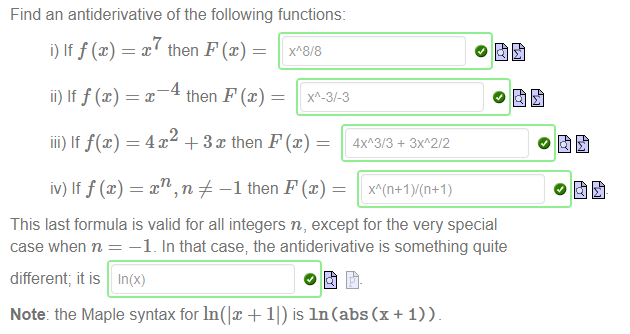 Find an antiderivative of the following functions:
i) If f (x) = x^7 then F (x) = x^8/8
ii) If f (x) = x^−4 then F (x) = x^-3/-3
iii) If f(x) = 4 x^2 + 3 x then F (x) = 4x^3/3 + 3x^2/2
iv) If f (x) = x^n, n ≠ −1 then F (x) = x^(n+1)/(n+1)
This last formula is valid for all integers n, except for the very special
case when n = −1. In that case, the antiderivative is something quite
different; it is ln(x) .
Note: the Maple syntax for ln(|x + 1|) is ln(abs(x + 1)).